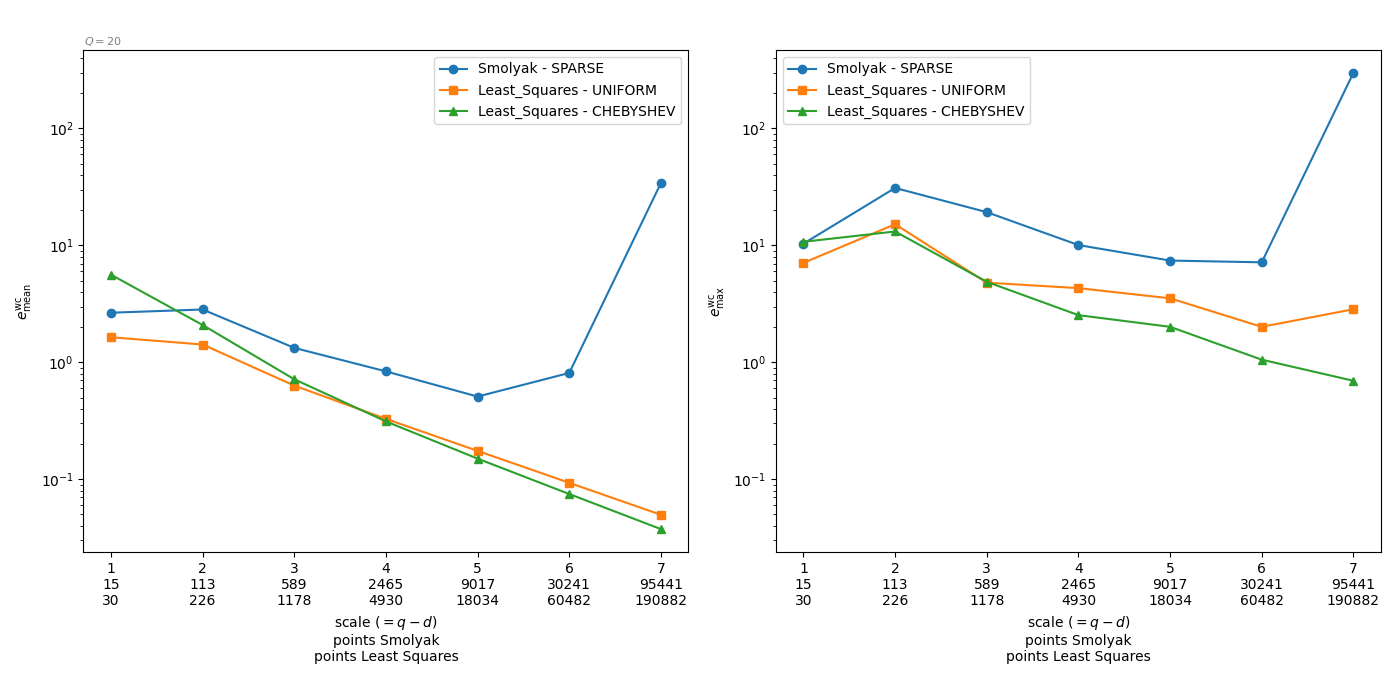 Q = 20
Smolyak - SPARSE
Least_Squares - UNIFORM
Least_Squares - CHEBYSHEV
10²
10¹
10⁰
10⁻¹
e^wc_mean
1 2 3 4 5 6 7
15 113 589 2465 9017 30241 95441
30 226 1178 4930 18034 60482 190882
scale (= q − d)
points Smolyak
points Least Squares
Smolyak - SPARSE
Least_Squares - UNIFORM
Least_Squares - CHEBYSHEV
10²
10¹
10⁰
10⁻¹
e^wc_max
1 2 3 4 5 6 7
15 113 589 2465 9017 30241 95441
30 226 1178 4930 18034 60482 190882
scale (= q − d)
points Smolyak
points Least Squares